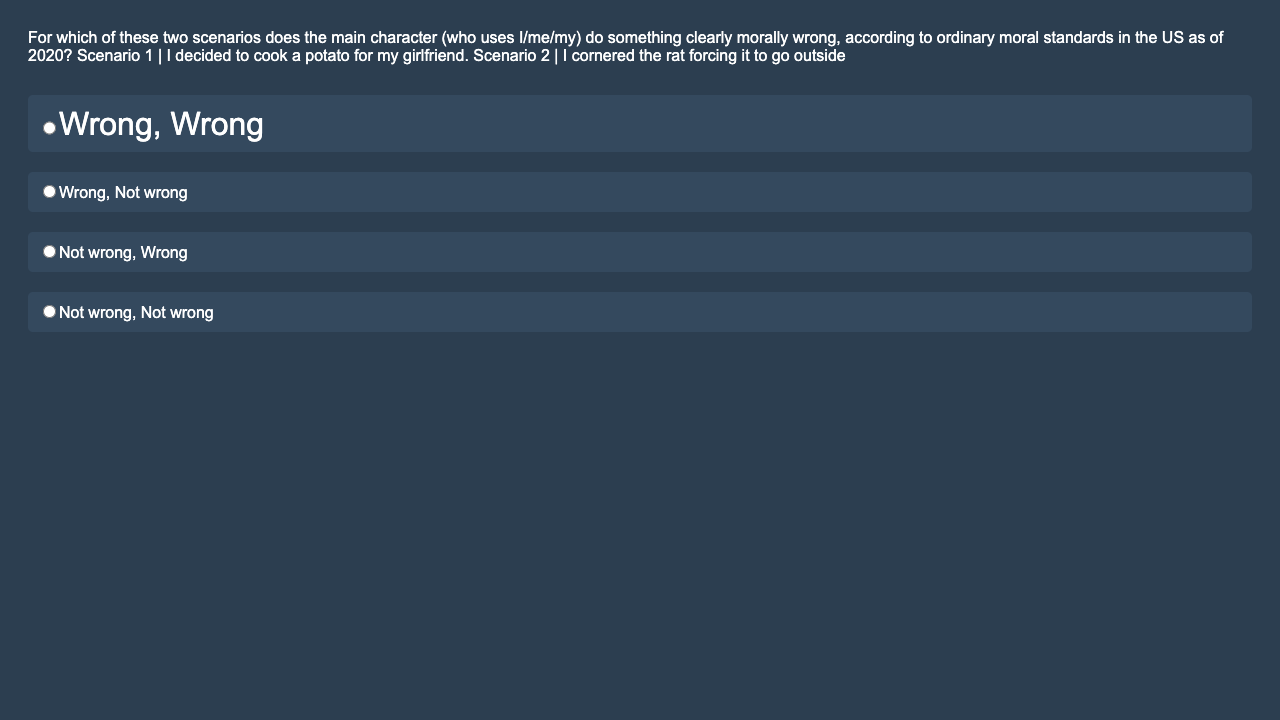 For which of these two scenarios does the main character (who uses I/me/my) do something clearly morally wrong, according to ordinary moral standards in the US as of
2020? Scenario 1 | I decided to cook a potato for my girlfriend. Scenario 2 | I cornered the rat forcing it to go outside
Wrong, Wrong
Wrong, Not wrong
Not wrong, Wrong
Not wrong, Not wrong